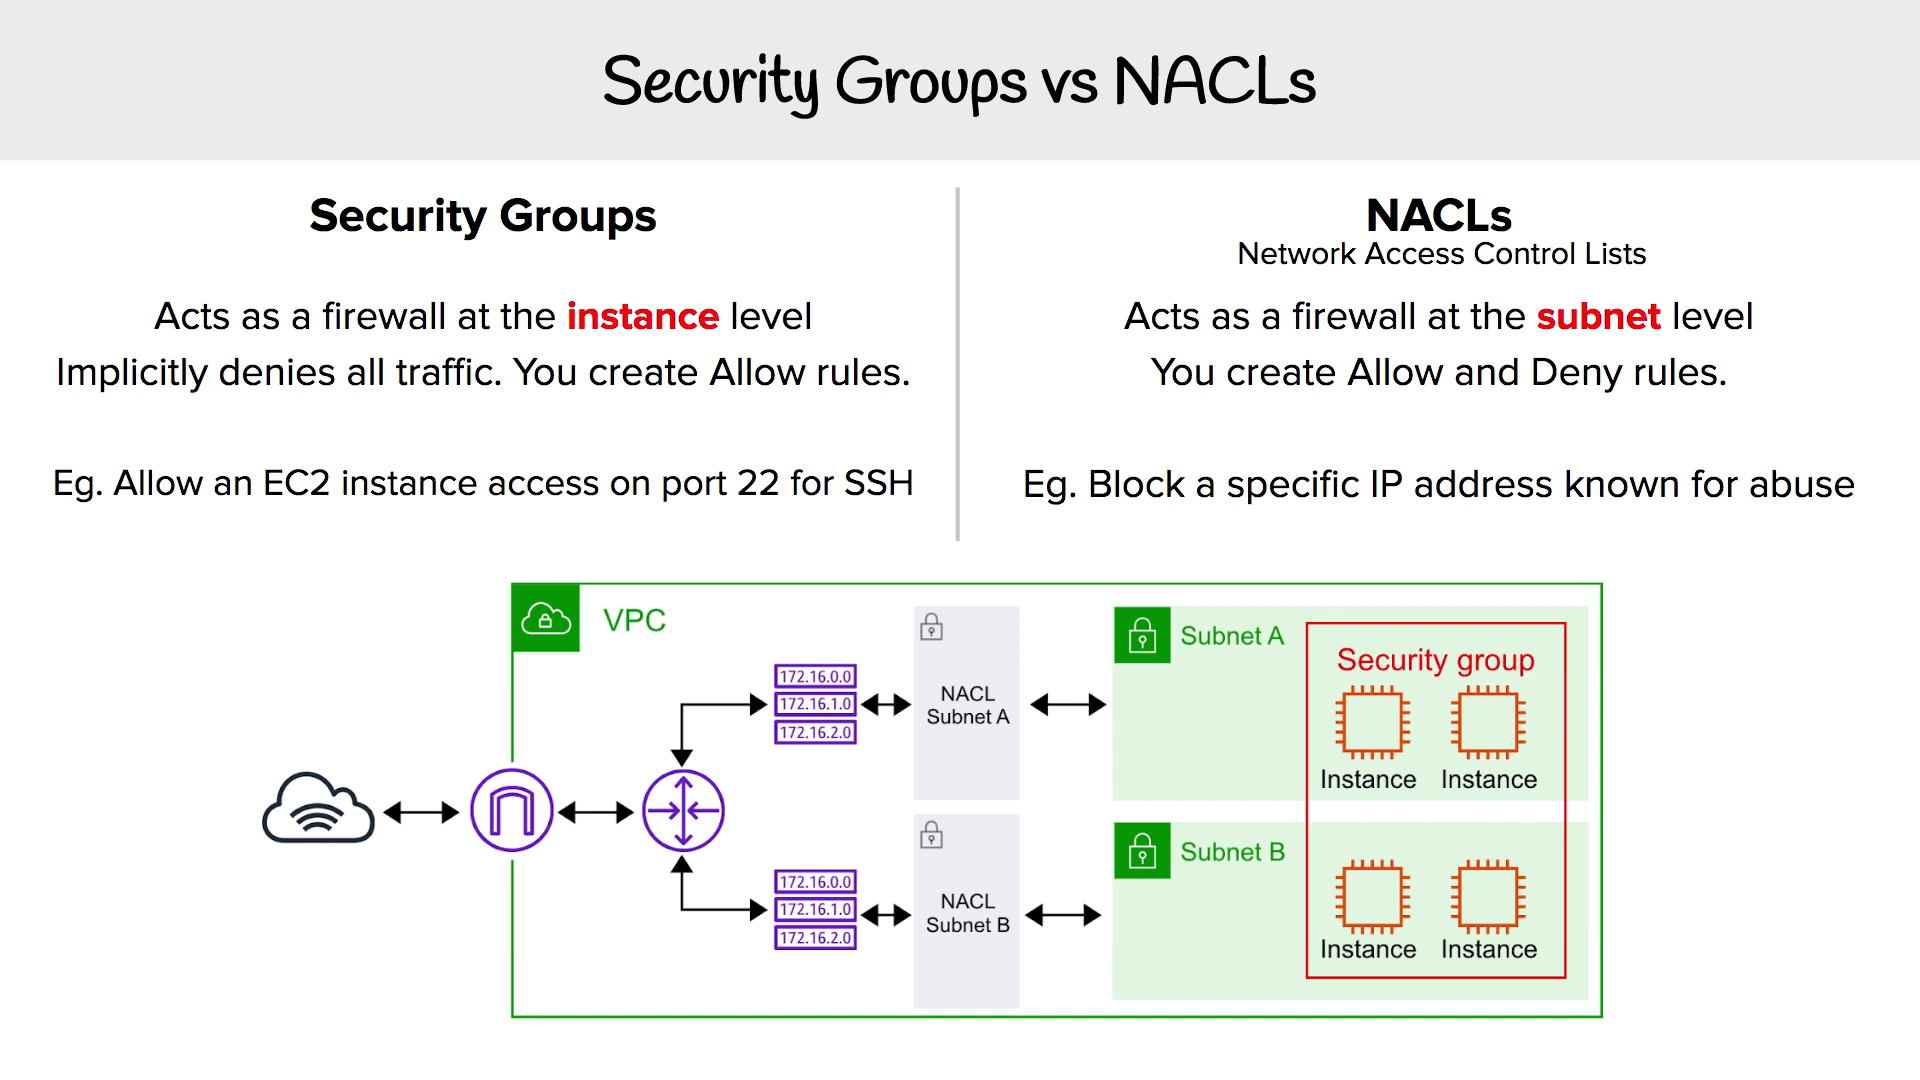 Security Groups vs NACLs
Security Groups
Acts as a firewall at the instance level
Implicitly denies all traffic. You create Allow rules.
Eg. Allow an EC2 instance access on port 22 for SSH
NACLs
Network Access Control Lists
Acts as a firewall at the subnet level
You create Allow and Deny rules.
Eg. Block a specific IP address known for abuse
VPC
172.16.0.0
172.16.1.0
172.16.2.0
NACL
Subnet A
Subnet A
Security group
Instance
Instance
172.16.0.0
172.16.1.0
172.16.2.0
NACL
Subnet B
Subnet B
Instance
Instance